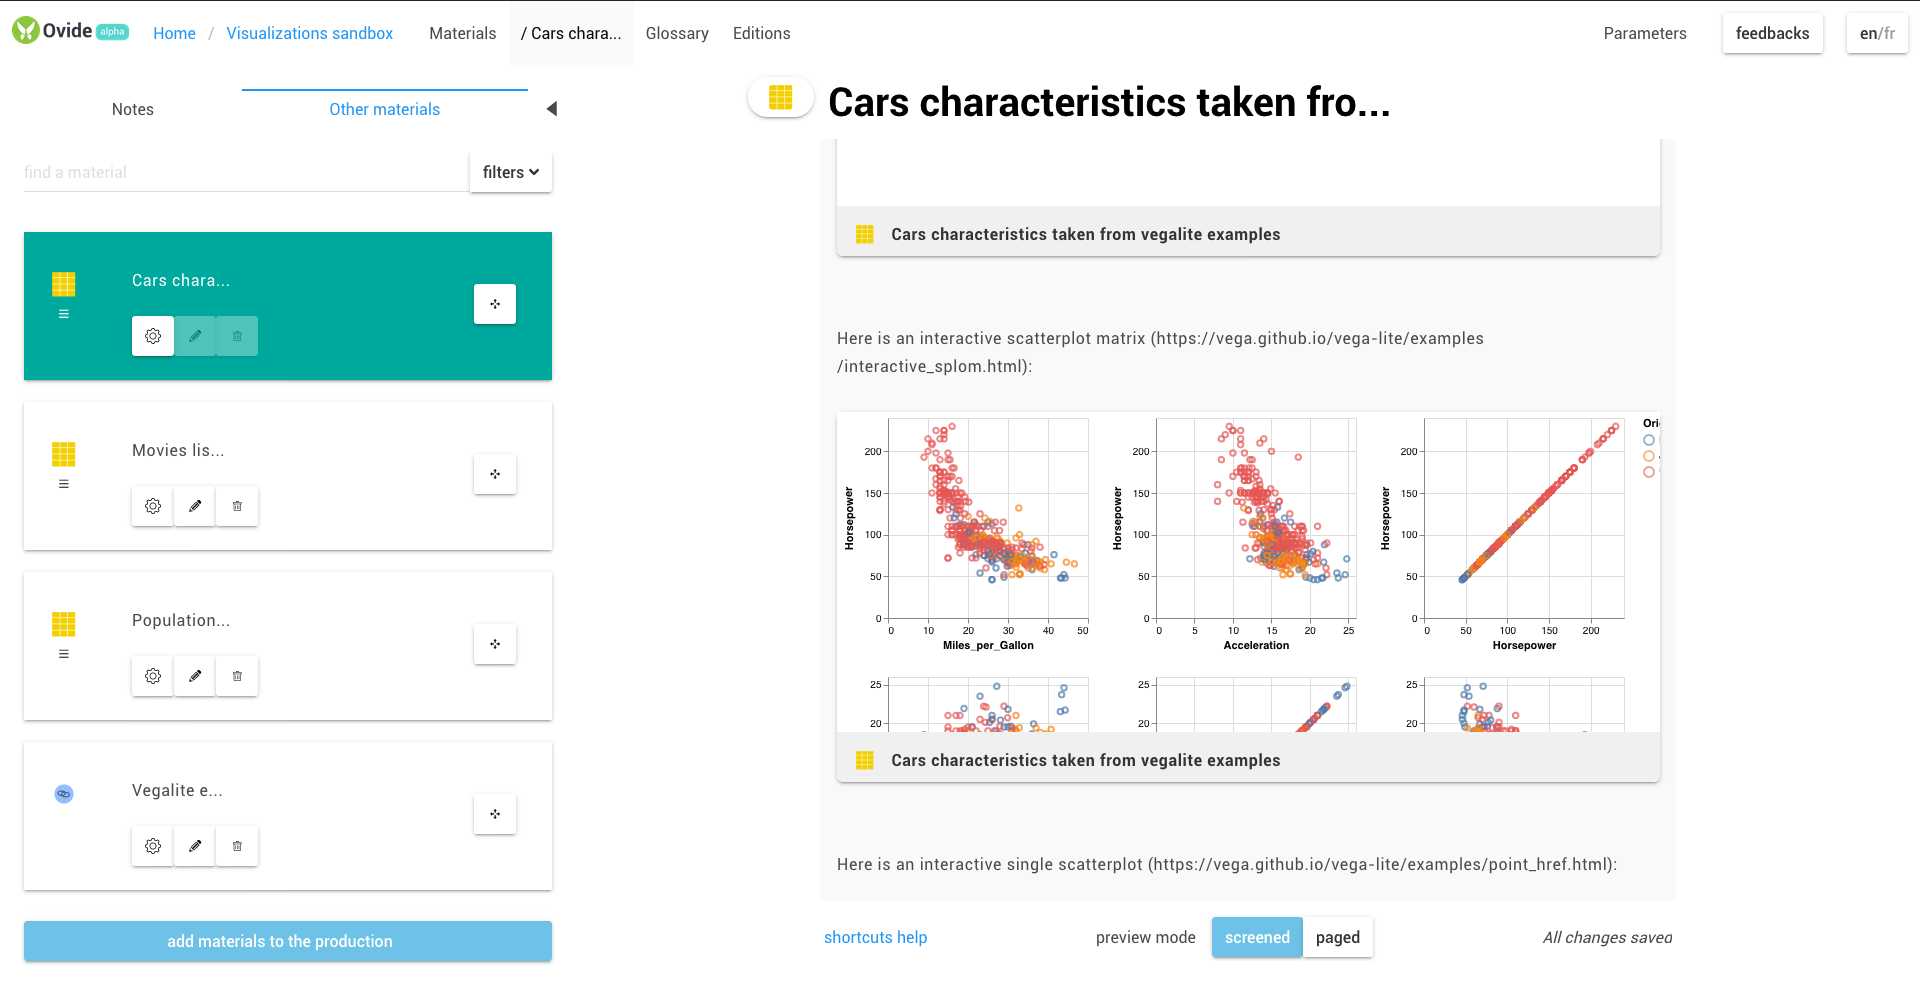 Ovide alpha Home / Visualizations sandbox Materials / Cars chara... Glossary Editions Parameters feedbacks en/fr
Notes Other materials
find a material filters
Cars chara...
Movies lis...
Population...
Vegalite e...
add materials to the production
Cars characteristics taken fro...
Cars characteristics taken from vegalite examples
Here is an interactive scatterplot matrix (https://vega.github.io/vega-lite/examples
/interactive_splom.html):
Horsepower
200
150
100
50
0
0 10 20 30 40 50
Miles_per_Gallon
Horsepower
200
150
100
50
0
0 5 10 15 20 25
Acceleration
Horsepower
200
150
100
50
0
0 50 100 150 200
Horsepower
Ori
25
20
25
20
25
20
Cars characteristics taken from vegalite examples
Here is an interactive single scatterplot (https://vega.github.io/vega-lite/examples/point_href.html):
shortcuts help preview mode screened paged All changes saved